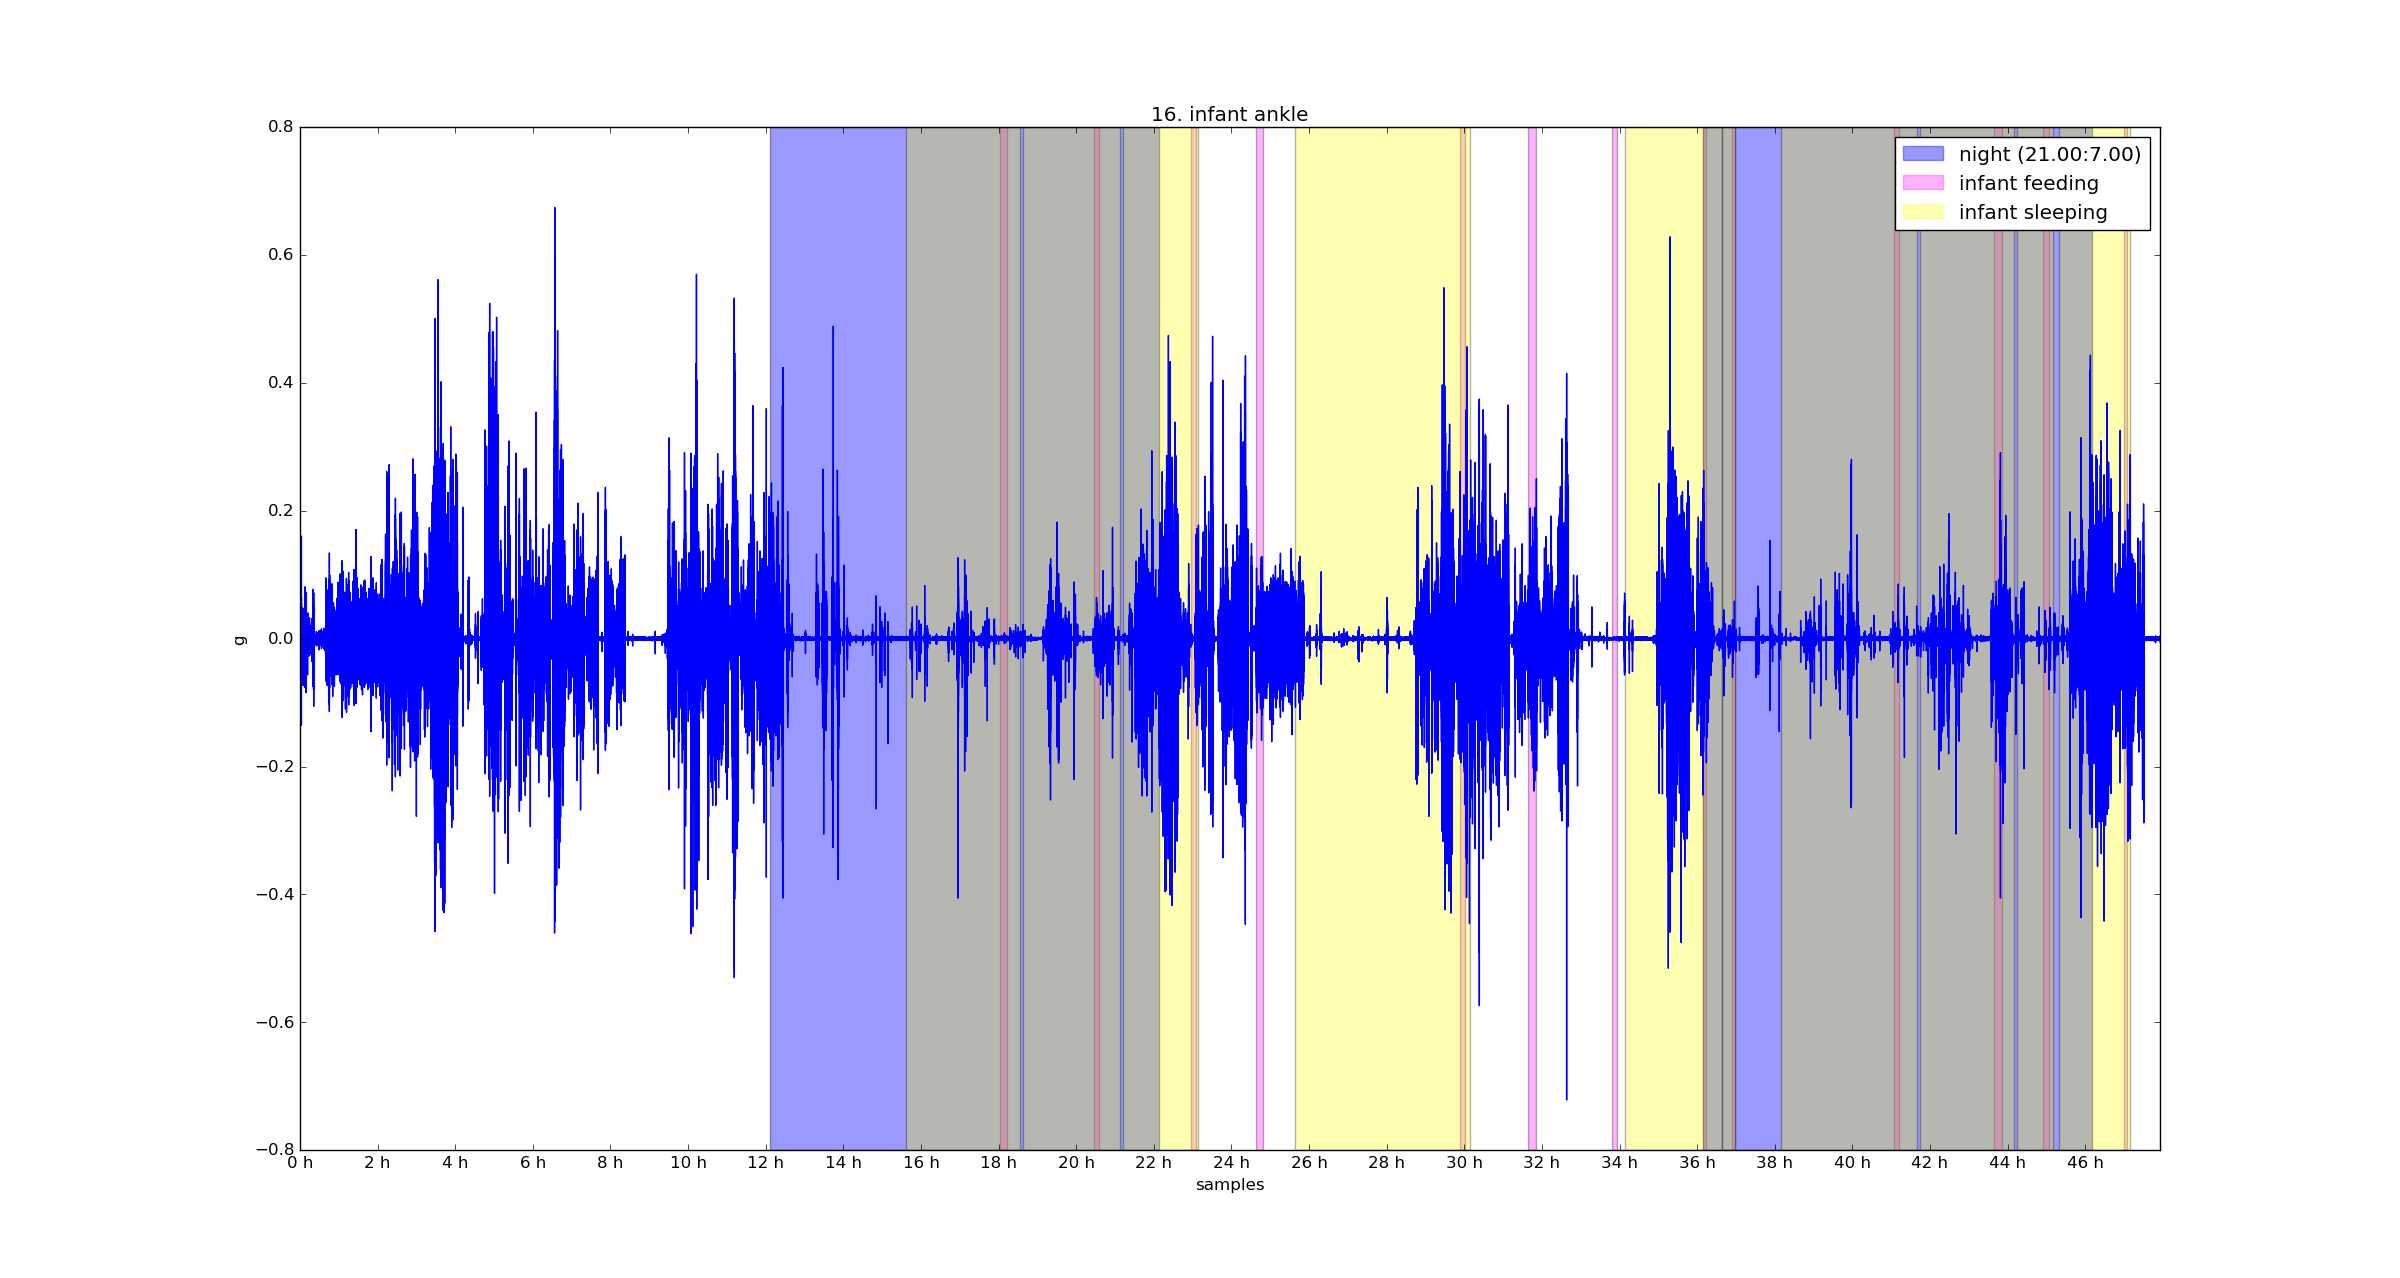 16. infant ankle
0.8
0.6
0.4
0.2
0.0
−0.2
−0.4
−0.6
−0.8
g
night (21.00:7.00)
infant feeding
infant sleeping
0 h 2 h 4 h 6 h 8 h 10 h 12 h 14 h 16 h 18 h 20 h 22 h 24 h 26 h 28 h 30 h 32 h 34 h 36 h 38 h 40 h 42 h 44 h 46 h
samples